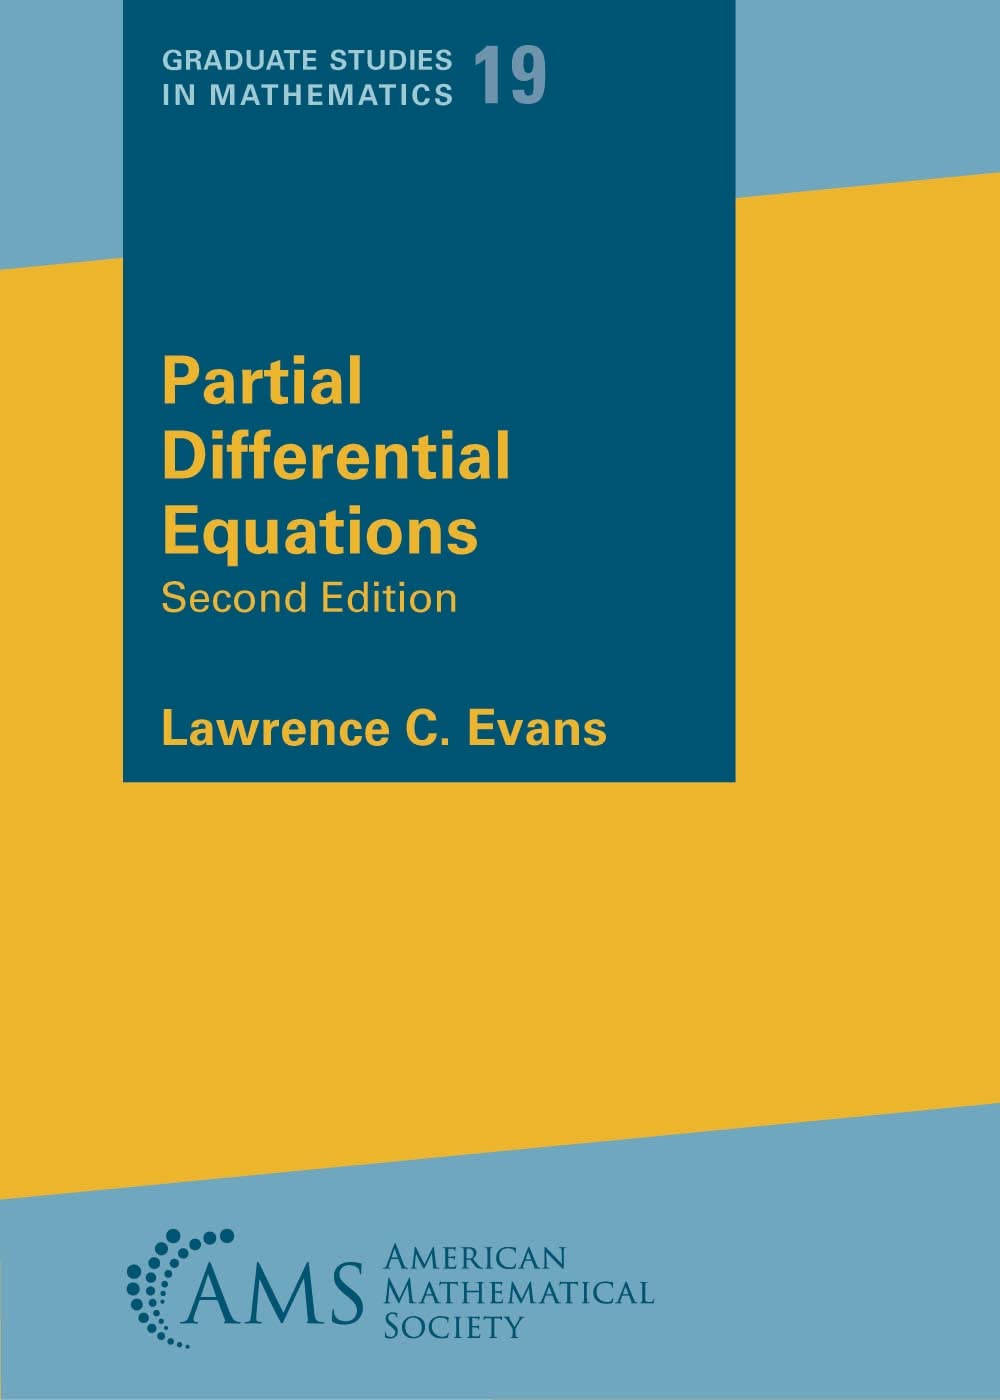 GRADUATE STUDIES
IN MATHEMATICS 19
Partial
Differential
Equations
Second Edition
Lawrence C. Evans
AMS
AMERICAN
MATHEMATICAL
SOCIETY